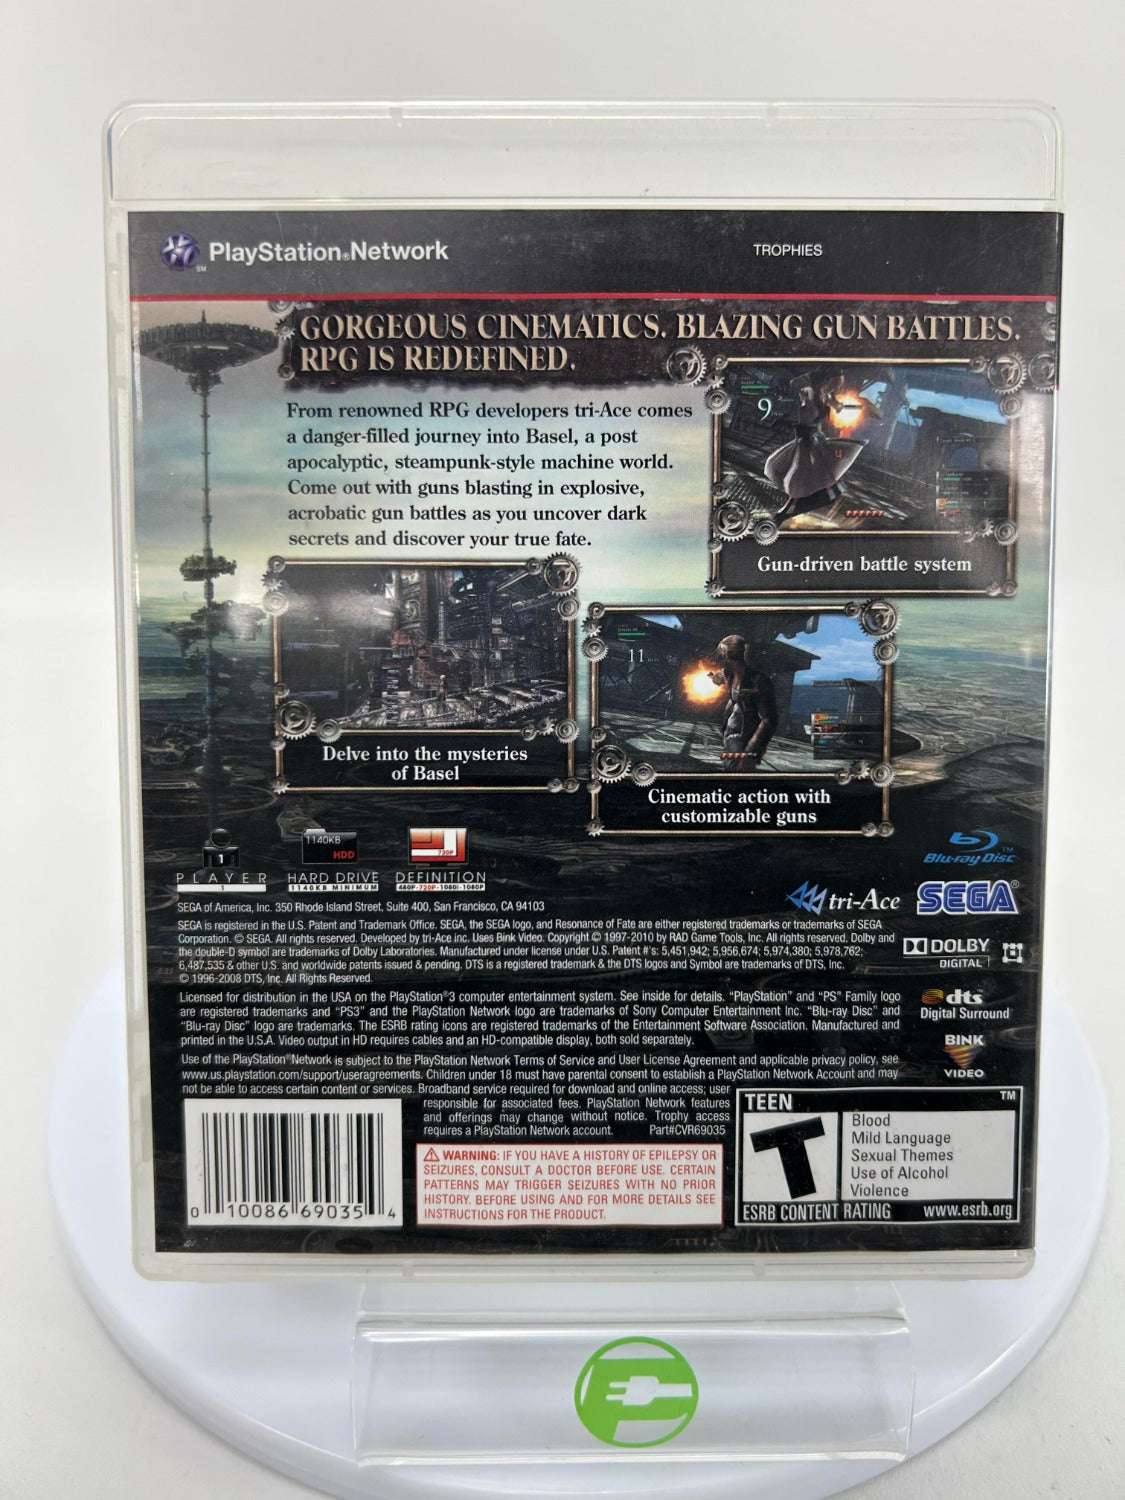 PlayStation®Network
SM
TROPHIES
GORGEOUS CINEMATICS. BLAZING GUN BATTLES.
RPG IS REDEFINED.
From renowned RPG developers tri-Ace comes
a danger-filled journey into Basel, a post
apocalyptic, steampunk-style machine world.
Come out with guns blasting in explosive,
acrobatic gun battles as you uncover dark
secrets and discover your true fate.
9
4
Gun-driven battle system
Delve into the mysteries
of Basel
11
Cinematic action with
customizable guns
1
PLAYER
1
1140KB
HDD
HARD DRIVE
1140KB MINIMUM
720P
DEFINITION
480P·720P·1080i·1080P
Blu-ray Disc™
tri-Ace
SEGA®
SEGA of America, Inc. 350 Rhode Island Street, Suite 400, San Francisco, CA 94103
SEGA is registered in the U.S. Patent and Trademark Office. SEGA, the SEGA logo, and Resonance of Fate are either registered trademarks or trademarks of SEGA
Corporation. © SEGA. All rights reserved. Developed by tri-Ace inc. Uses Bink Video. Copyright © 1997-2010 by RAD Game Tools, Inc. All rights reserved. Dolby and
the double-D symbol are trademarks of Dolby Laboratories. Manufactured under license under U.S. Patent #'s: 5,451,942; 5,956,674; 5,974,380; 5,978,762;
6,487,535 & other U.S. and worldwide patents issued & pending. DTS is a registered trademark & the DTS logos and Symbol are trademarks of DTS, Inc.
© 1996-2008 DTS, Inc. All Rights Reserved.
DOLBY
DIGITAL
Licensed for distribution in the USA on the PlayStation®3 computer entertainment system. See inside for details. "PlayStation" and "PS" Family logo
are registered trademarks and "PS3" and the PlayStation Network logo are trademarks of Sony Computer Entertainment Inc. "Blu-ray Disc" and
"Blu-ray Disc" logo are trademarks. The ESRB rating icons are registered trademarks of the Entertainment Software Association. Manufactured and
printed in the U.S.A. Video output in HD requires cables and an HD-compatible display, both sold separately.
dts
Digital Surround
BINK
VIDEO
Use of the PlayStation®Network is subject to the PlayStation Network Terms of Service and User License Agreement and applicable privacy policy, see
www.us.playstation.com/support/useragreements. Children under 18 must have parental consent to establish a PlayStation Network Account and may
not be able to access certain content or services. Broadband service required for download and online access; user
responsible for associated fees. PlayStation Network features
and offerings may change without notice. Trophy access
requires a PlayStation Network account. Part#CVR69035
0 10086 69035 4
WARNING: IF YOU HAVE A HISTORY OF EPILEPSY OR
SEIZURES, CONSULT A DOCTOR BEFORE USE. CERTAIN
PATTERNS MAY TRIGGER SEIZURES WITH NO PRIOR
HISTORY. BEFORE USING AND FOR MORE DETAILS SEE
INSTRUCTIONS FOR THE PRODUCT.
TEEN
TM
T
Blood
Mild Language
Sexual Themes
Use of Alcohol
Violence
ESRB CONTENT RATING www.esrb.org